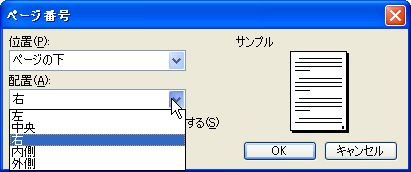 ページ番号
位置(P):
サンプル
ページの下
配置(A):
右
左
中央
右
内側
外側
する(S)
OK
キャンセル